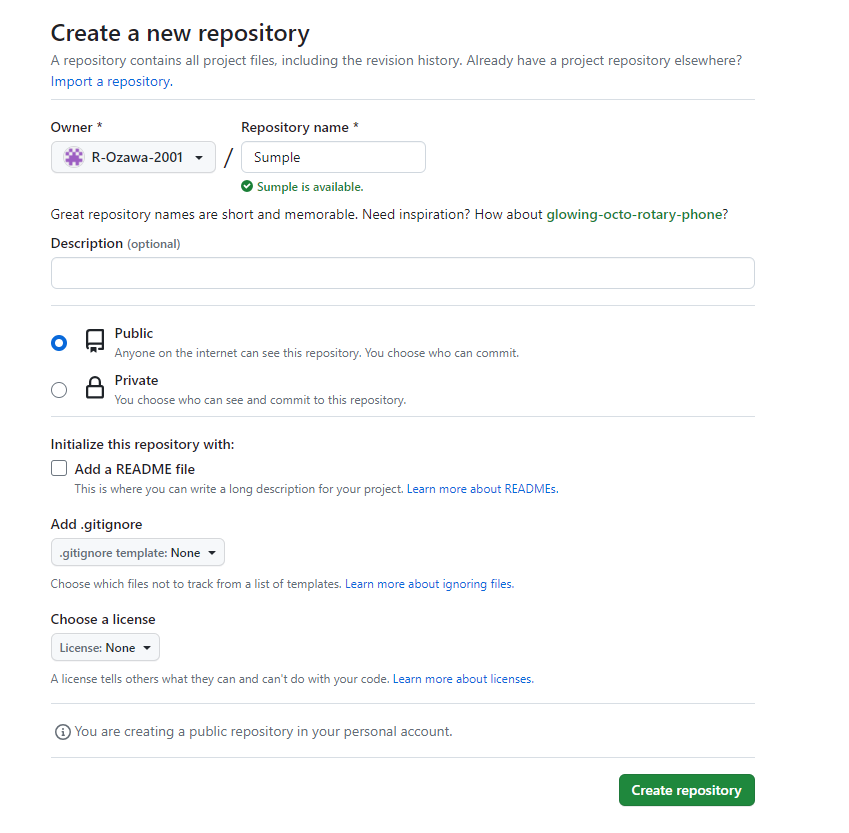 Create a new repository
A repository contains all project files, including the revision history. Already have a project repository elsewhere?
Import a repository.
Owner *
Repository name *
R-Ozawa-2001
/
Sumple
Sumple is available.
Great repository names are short and memorable. Need inspiration? How about glowing-octo-rotary-phone?
Description (optional)
Public
Anyone on the internet can see this repository. You choose who can commit.
Private
You choose who can see and commit to this repository.
Initialize this repository with:
Add a README file
This is where you can write a long description for your project. Learn more about READMEs.
Add .gitignore
.gitignore template: None
Choose which files not to track from a list of templates. Learn more about ignoring files.
Choose a license
License: None
A license tells others what they can and can't do with your code. Learn more about licenses.
You are creating a public repository in your personal account.
Create repository